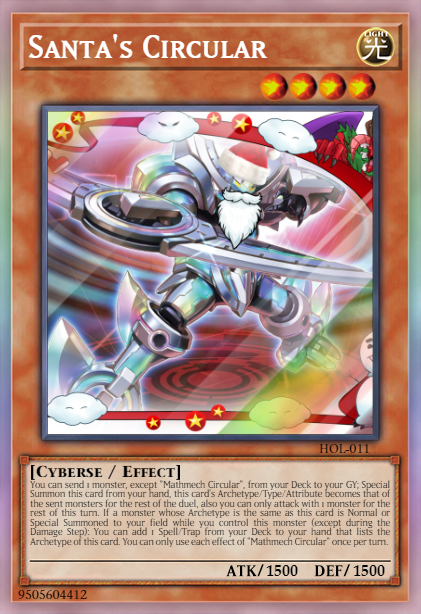 Santa's Circular
LIGHT
光
HOL-011
[Cyberse / Effect]
You can send 1 monster, except "Mathmech Circular", from your Deck to your GY; Special
Summon this card from your hand, this card's Archetype/Type/Attribute becomes that of
the sent monsters for the rest of the duel, also you can only attack with 1 monster for the
rest of this turn. If a monster whose Archetype is the same as this card is Normal or
Special Summoned to your field while you control this monster (except during the
Damage Step): You can add 1 Spell/Trap from your Deck to your hand that lists the
Archetype of this card. You can only use each effect of "Mathmech Circular" once per turn.
ATK/1500 DEF/1500
9505604412